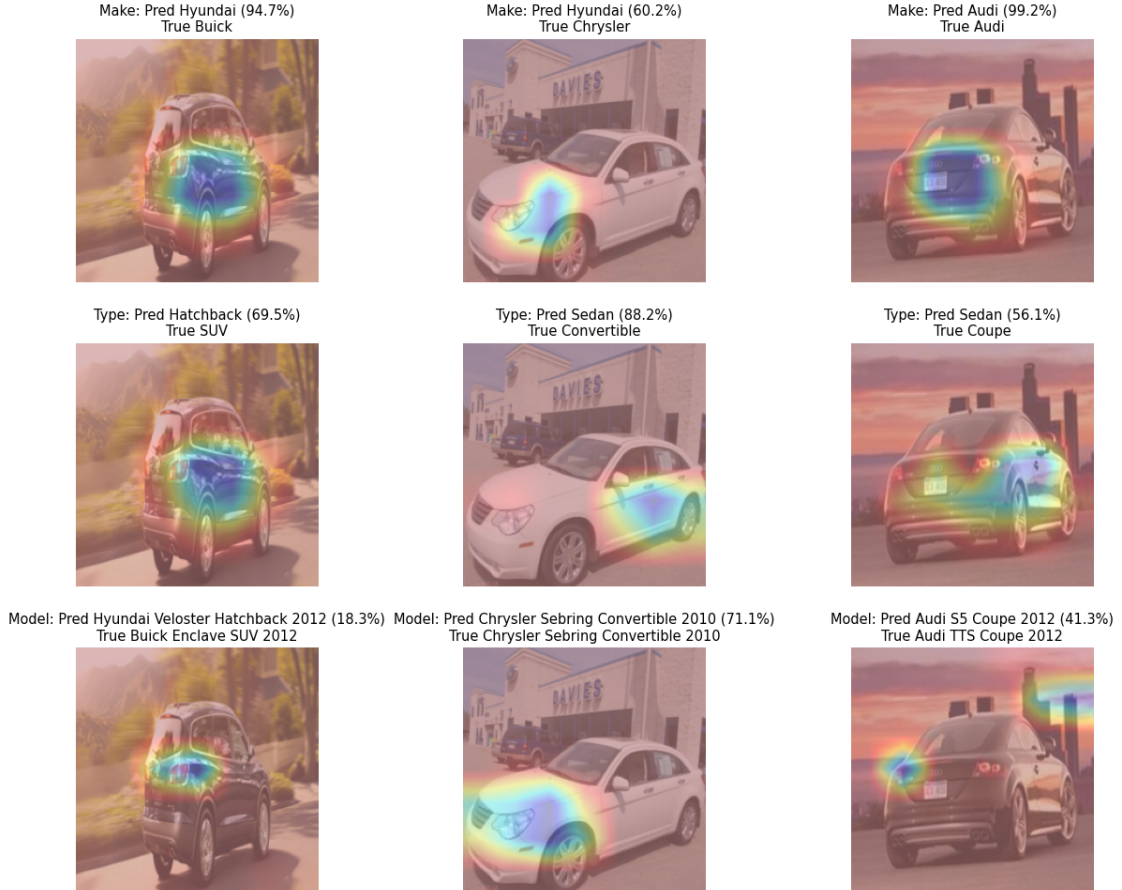 Make: Pred Hyundai (94.7%)
True Buick
Make: Pred Hyundai (60.2%)
True Chrysler
Make: Pred Audi (99.2%)
True Audi
DAVIES
Type: Pred Hatchback (69.5%)
True SUV
Type: Pred Sedan (88.2%)
True Convertible
Type: Pred Sedan (56.1%)
True Coupe
DAVIES
Model: Pred Hyundai Veloster Hatchback 2012 (18.3%)
True Buick Enclave SUV 2012
Model: Pred Chrysler Sebring Convertible 2010 (71.1%)
True Chrysler Sebring Convertible 2010
Model: Pred Audi S5 Coupe 2012 (41.3%)
True Audi TTS Coupe 2012
DAVIES